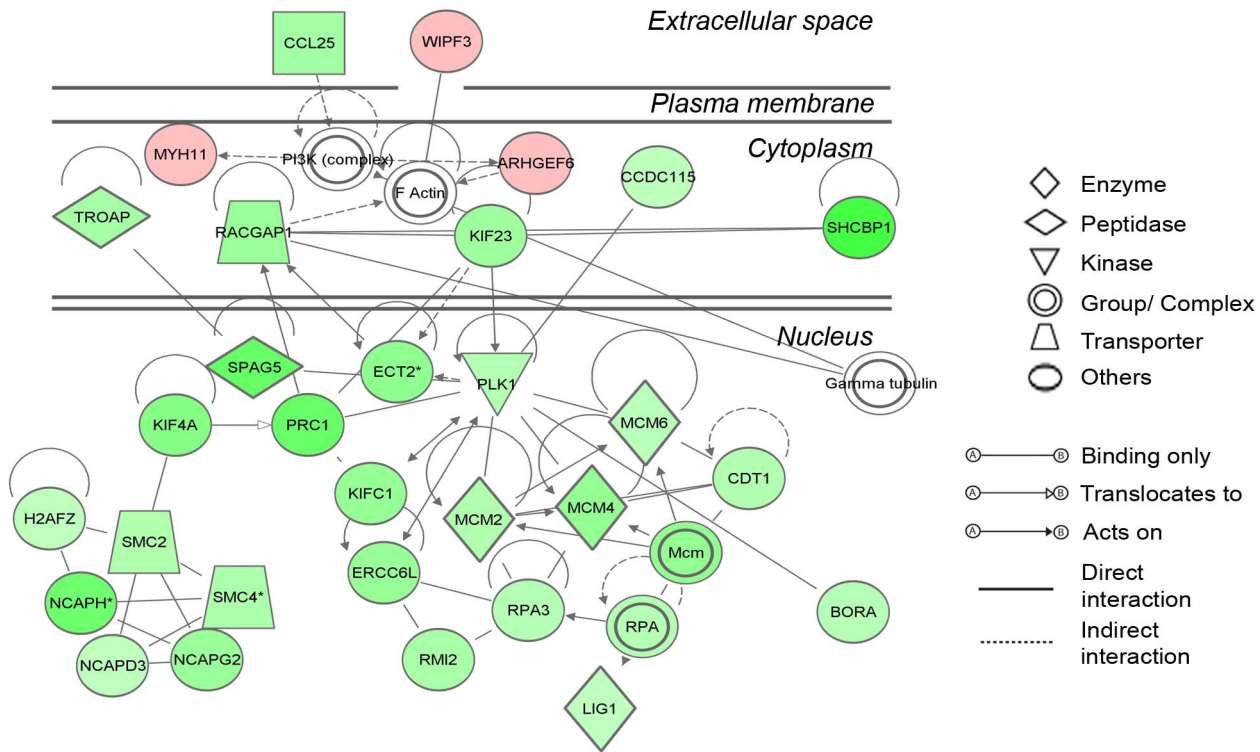 Extracellular space
CCL25
WIPF3
Plasma membrane
Cytoplasm
MYH11
PI3K (complex)
ARHGEF6
CCDC115
F Actin
TROAP
RACGAP1
KIF23
SHCBP1
Nucleus
SPAG5
ECT2*
PLK1
Gamma tubulin
KIF4A
PRC1
MCM6
CDT1
KIFC1
MCM2
MCM4
H2AFZ
SMC2
Mcm
ERCC6L
NCAPH*
SMC4*
RPA3
RPA
BORA
NCAPD3
NCAPG2
RMI2
LIG1
Enzyme
Peptidase
Kinase
Group/ Complex
Transporter
Others
A B Binding only
A B Translocates to
A B Acts on
Direct
interaction
Indirect
interaction